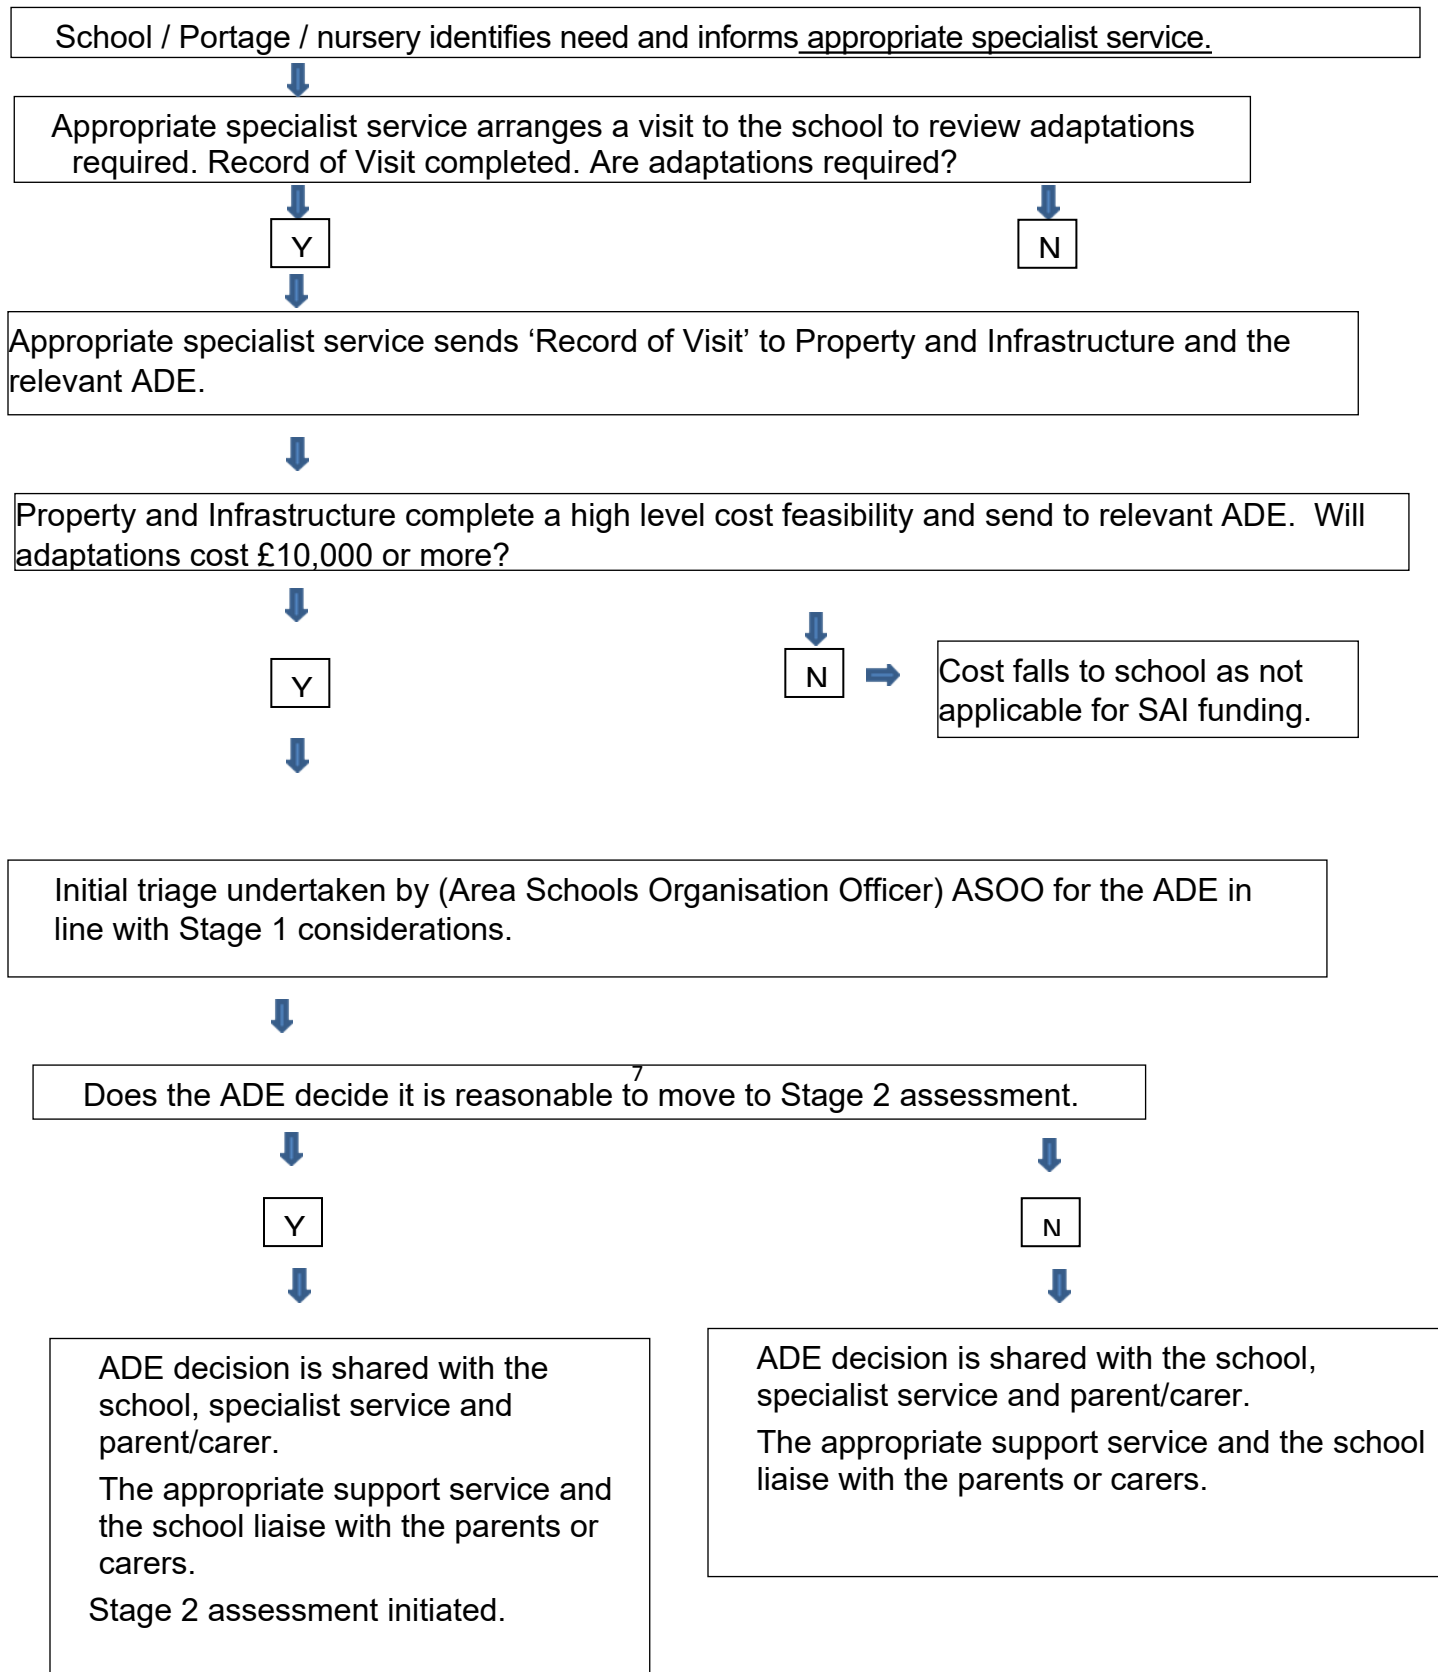 School / Portage / nursery identifies need and informs appropriate specialist service.
Appropriate specialist service arranges a visit to the school to review adaptations
required. Record of Visit completed. Are adaptations required?
Y
N
Appropriate specialist service sends ‘Record of Visit’ to Property and Infrastructure and the
relevant ADE.
Property and Infrastructure complete a high level cost feasibility and send to relevant ADE.  Will
adaptations cost £10,000 or more?
Y
N
Cost falls to school as not
applicable for SAI funding.
Initial triage undertaken by (Area Schools Organisation Officer) ASOO for the ADE in
line with Stage 1 considerations.
7
Does the ADE decide it is reasonable to move to Stage 2 assessment.
Y
N
ADE decision is shared with the
school, specialist service and
parent/carer.
The appropriate support service and
the school liaise with the parents or
carers.
Stage 2 assessment initiated.
ADE decision is shared with the school,
specialist service and parent/carer.
The appropriate support service and the school
liaise with the parents or carers.